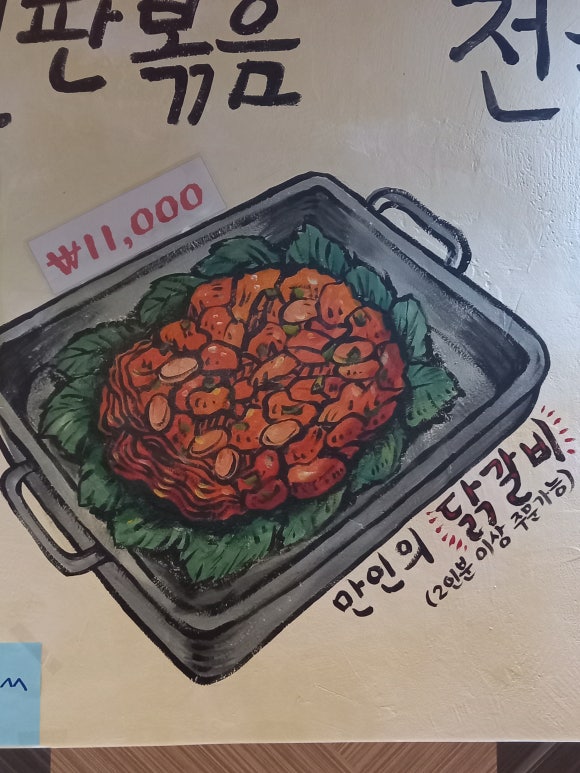 판볶음
₩11,000
만인의 닭갈비
(2인분 이상 주문가능)